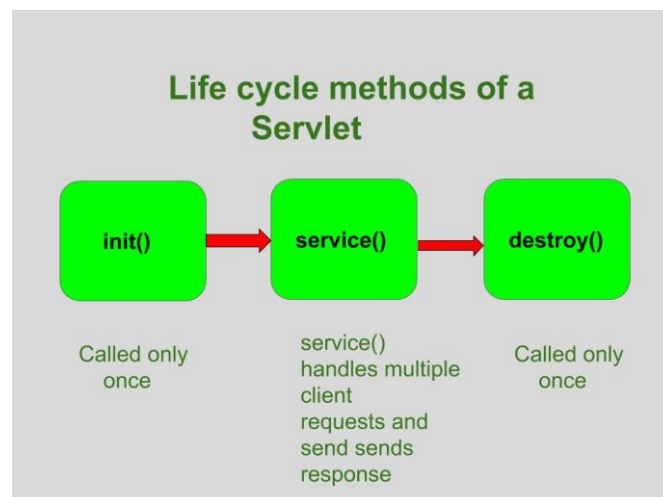 Life cycle methods of a
Servlet
init()
service()
destroy()
Called only
once
service()
handles multiple
client
requests and
send sends
response
Called only
once